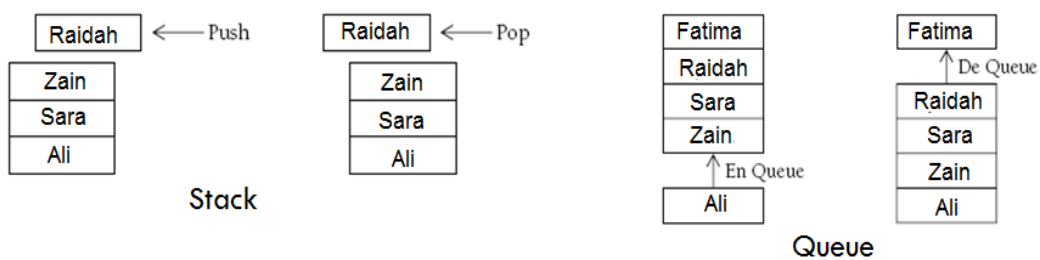 Raidah
Push
Zain
Sara
Ali
Raidah
Pop
Zain
Sara
Ali
Stack
Fatima
Raidah
Sara
Zain
En Queue
Ali
Fatima
De Queue
Raidah
Sara
Zain
Ali
Queue